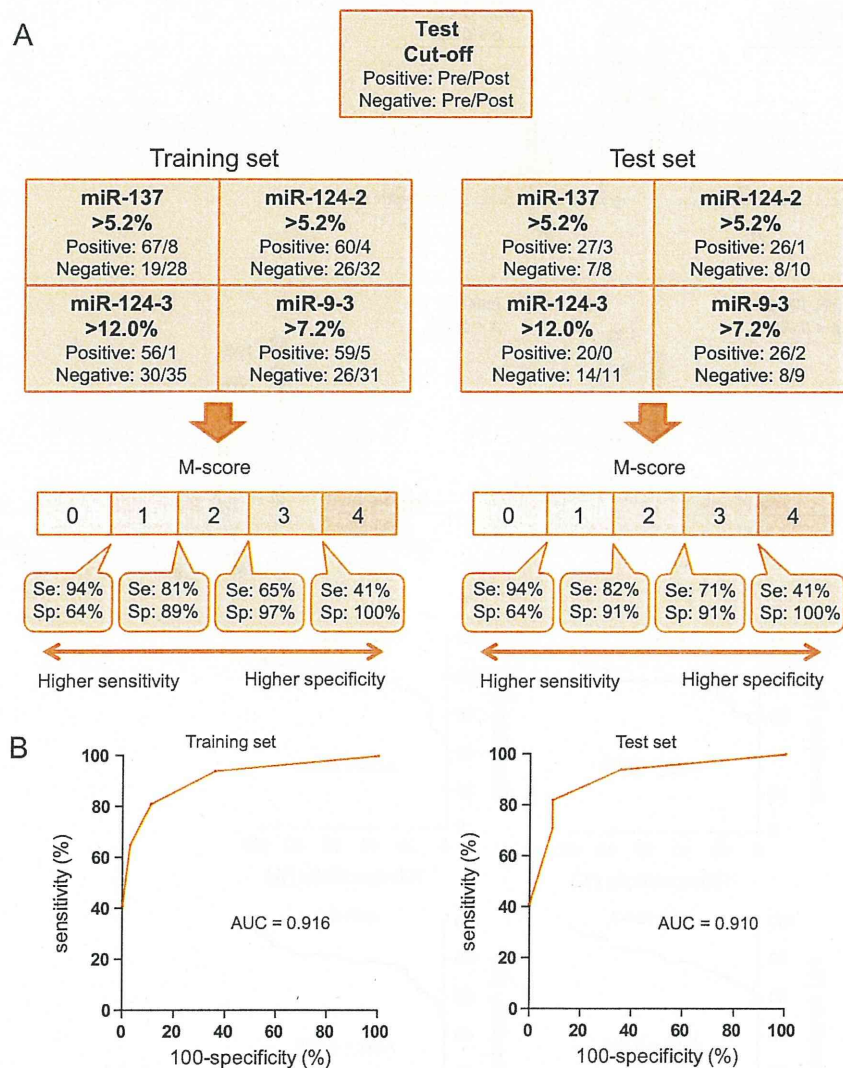 A
Test
Cut-off
Positive: Pre/Post
Negative: Pre/Post
Training set
miR-137
>5.2%
Positive: 67/8
Negative: 19/28
miR-124-2
>5.2%
Positive: 60/4
Negative: 26/32
miR-124-3
>12.0%
Positive: 56/1
Negative: 30/35
miR-9-3
>7.2%
Positive: 59/5
Negative: 26/31
M-score
0 1 2 3 4
Se: 94%
Sp: 64%
Se: 81%
Sp: 89%
Se: 65%
Sp: 97%
Se: 41%
Sp: 100%
Higher sensitivity Higher specificity
Test set
miR-137
>5.2%
Positive: 27/3
Negative: 7/8
miR-124-2
>5.2%
Positive: 26/1
Negative: 8/10
miR-124-3
>12.0%
Positive: 20/0
Negative: 14/11
miR-9-3
>7.2%
Positive: 26/2
Negative: 8/9
M-score
0 1 2 3 4
Se: 94%
Sp: 64%
Se: 82%
Sp: 91%
Se: 71%
Sp: 91%
Se: 41%
Sp: 100%
Higher sensitivity Higher specificity
B
Training set
sensitivity (%)
100
80
60
40
20
0
AUC = 0.916
0 20 40 60 80 100
100-specificity (%)
Test set
sensitivity (%)
100
80
60
40
20
0
AUC = 0.910
0 20 40 60 80 100
100-specificity (%)